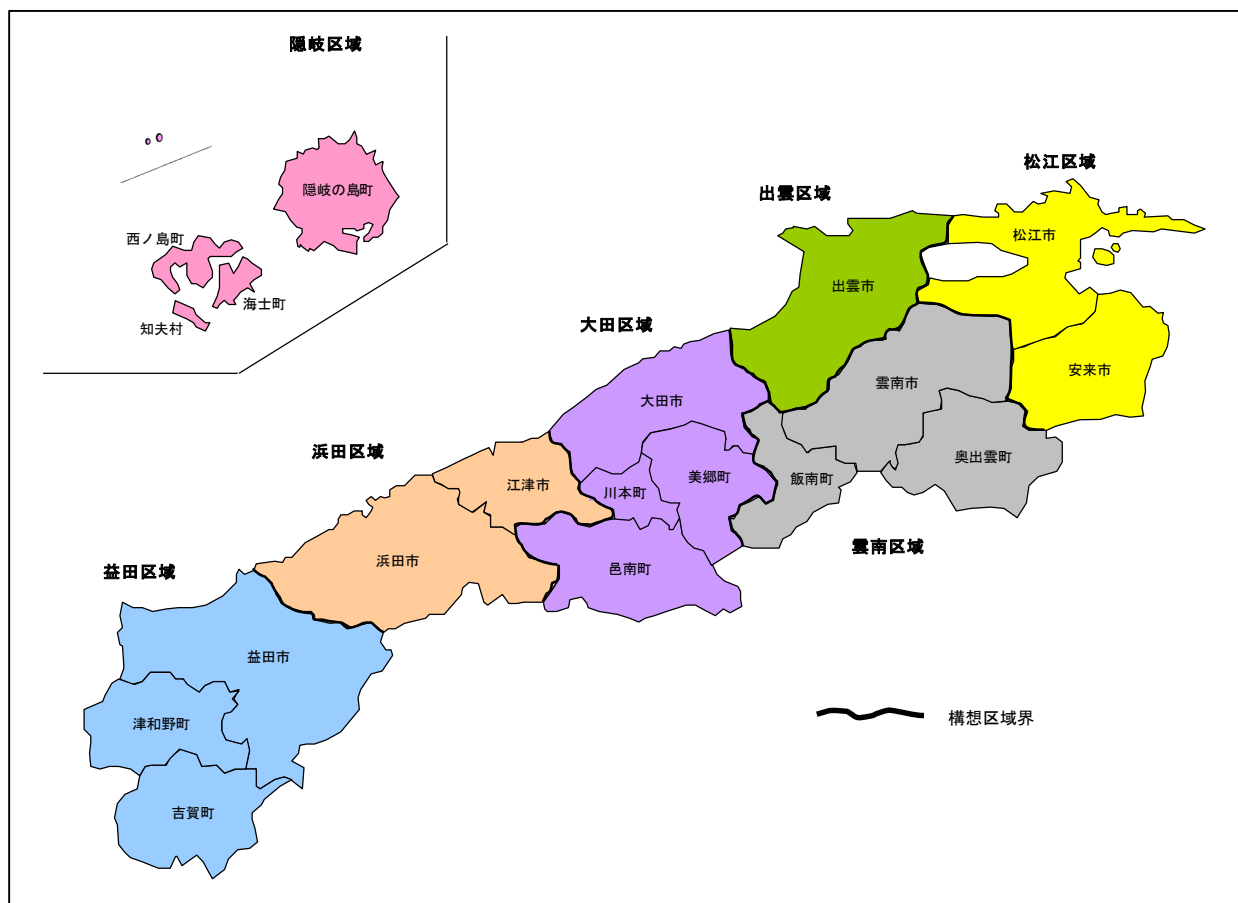 隠岐区域
隠岐の島町
西ノ島町
海士町
知夫村
松江区域
出雲区域
松江市
出雲市
大田区域
安来市
雲南市
大田市
浜田区域
奥出雲町
美郷町
飯南町
江津市
川本町
雲南区域
浜田市
邑南町
益田区域
益田市
津和野町
構想区域界
吉賀町